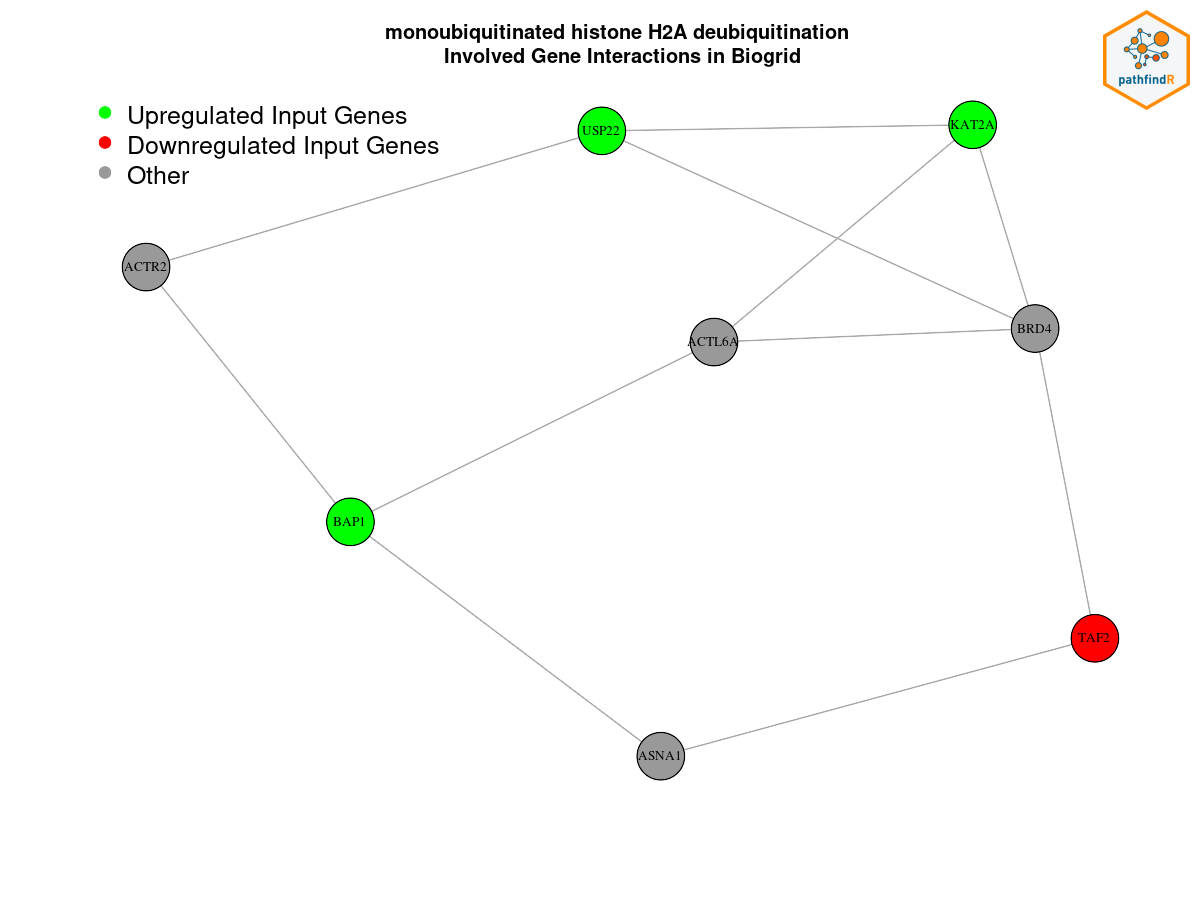 monoubiquitinated histone H2A deubiquitination
Involved Gene Interactions in Biogrid
pathfindR
Upregulated Input Genes
Downregulated Input Genes
Other
USP22
KAT2A
ACTR2
ACTL6A
BRD4
BAP1
TAF2
ASNA1